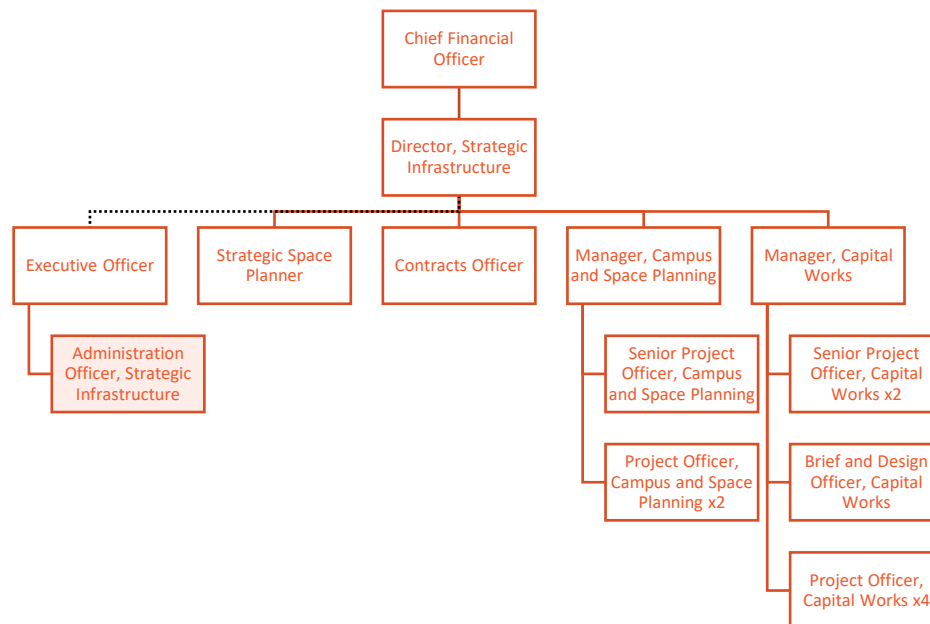 Chief Financial
Officer
Director, Strategic
Infrastructure
Executive Officer
Strategic Space
Planner
Contracts Officer
Manager, Campus
and Space Planning
Manager, Capital
Works
Administration
Officer, Strategic
Infrastructure
Senior Project
Officer, Campus
and Space Planning
Senior Project
Officer, Capital
Works x2
Project Officer,
Campus and Space
Planning x2
Brief and Design
Officer, Capital
Works
Project Officer,
Capital Works x4